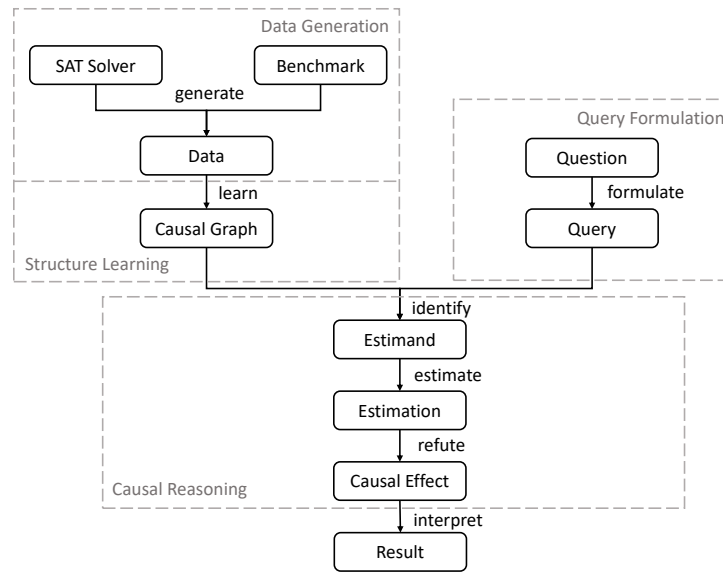 Data Generation
SAT Solver
Benchmark
generate
Data
learn
Causal Graph
Structure Learning
Query Formulation
Question
formulate
Query
identify
Estimand
estimate
Estimation
refute
Causal Effect
Causal Reasoning
interpret
Result